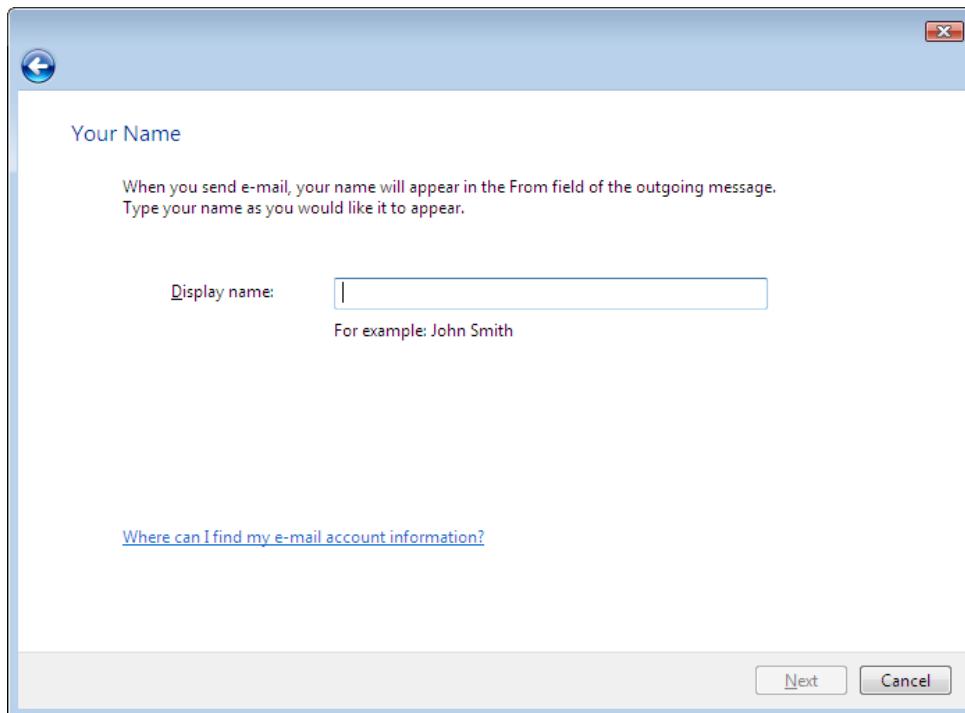 Your Name
When you send e-mail, your name will appear in the From field of the outgoing message.
Type your name as you would like it to appear.
Display name:
For example: John Smith
Where can I find my e-mail account information?
Next
Cancel